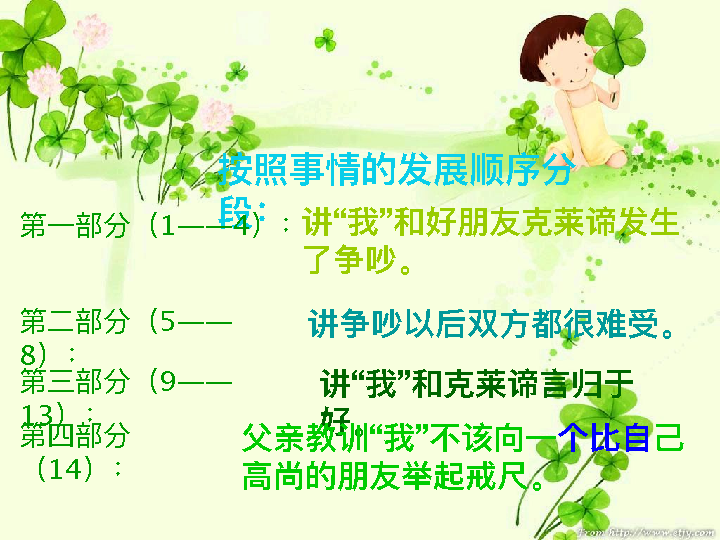 按照事情的发展顺序分
段：
第一部分（1——4）：
讲“我”和好朋友克莱谛发生
了争吵。
第二部分（5——
8）：
讲争吵以后双方都很难受。
第三部分（9——
13）：
讲“我”和克莱谛言归于
好。
第四部分
（14）：
父亲教训“我”不该向一个比自己
高尚的朋友举起戒尺。
From http://www.etjy.com